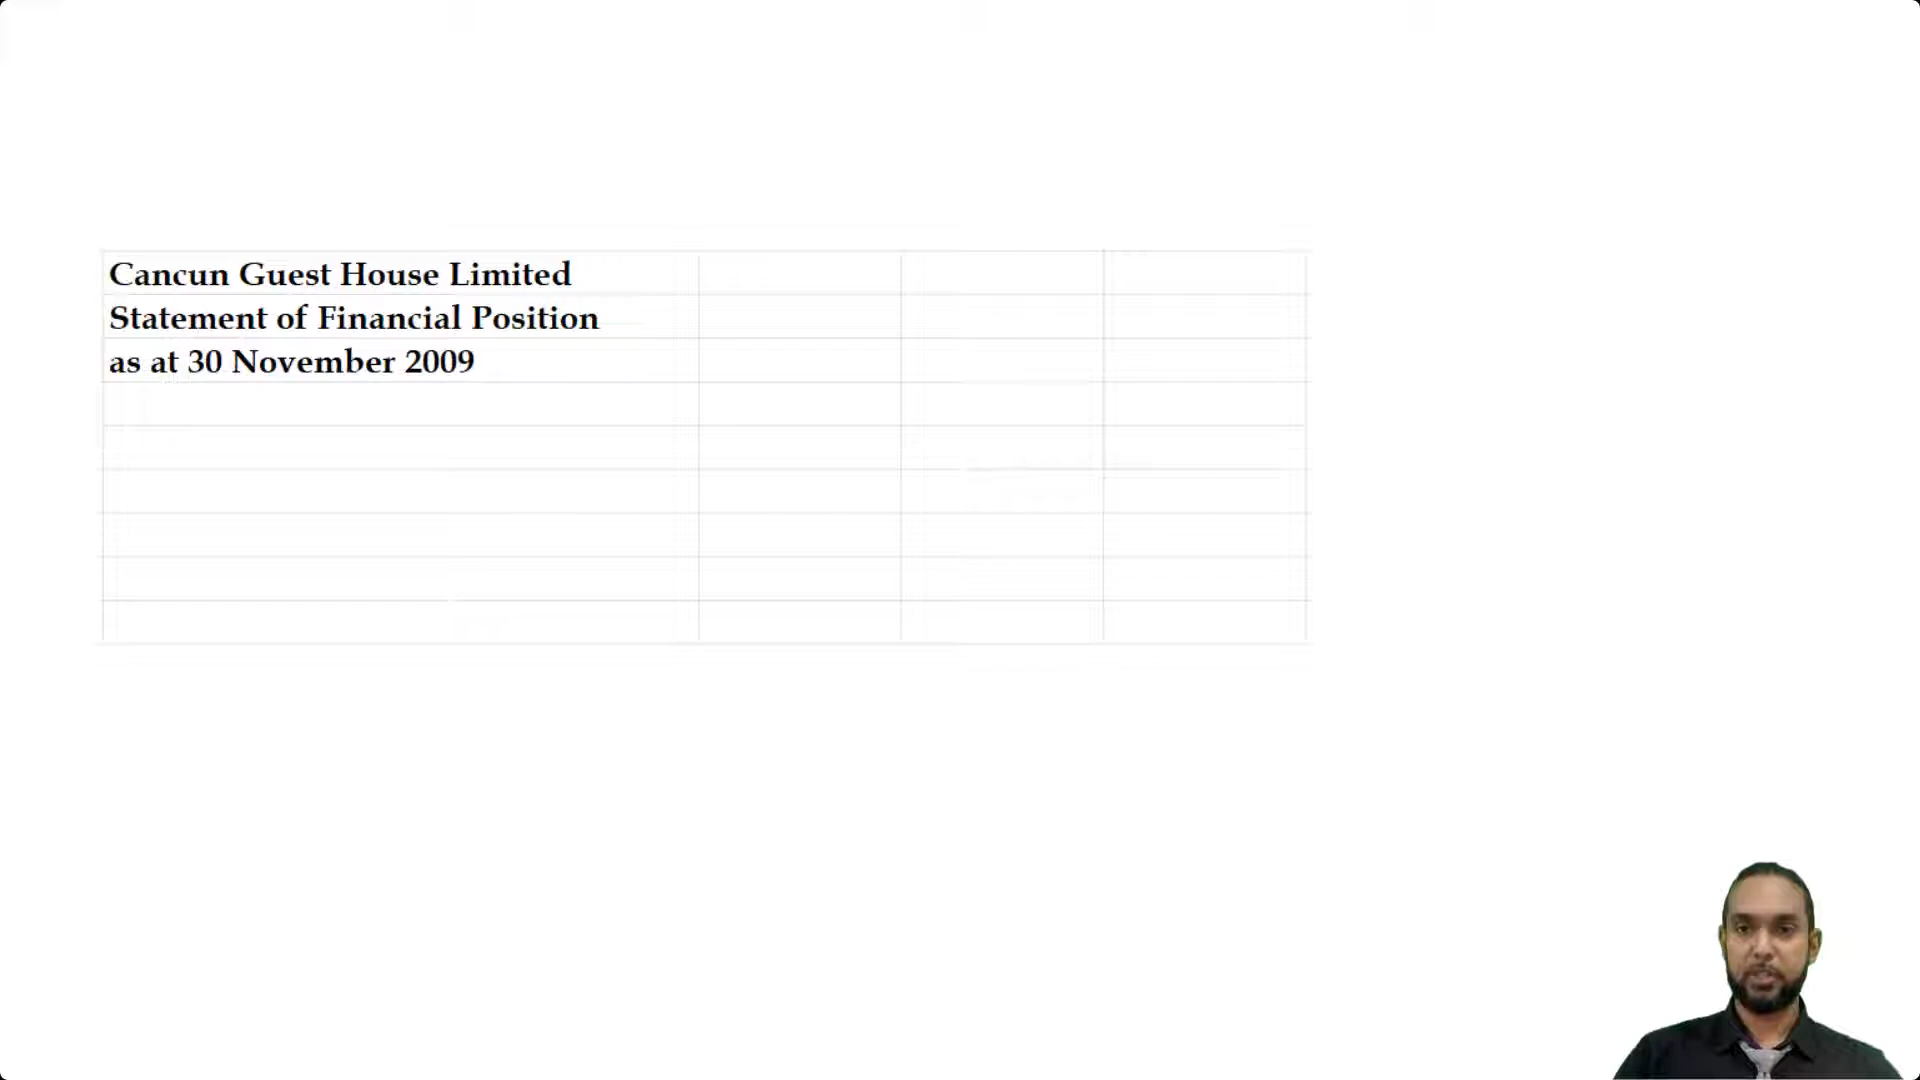 Cancun Guest House Limited
Statement of Financial Position
as at 30 November 2009